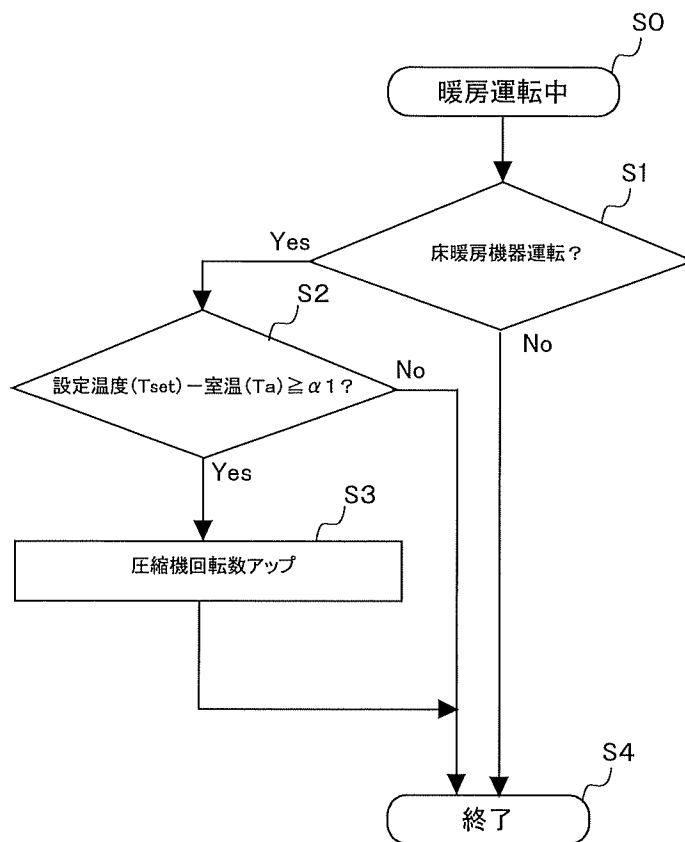 S0
暖房運転中
S1
床暖房機器運転?
Yes
No
S2
設定温度(Tset)－室温(Ta)≧α1?
No
Yes
S3
圧縮機回転数アップ
S4
終了